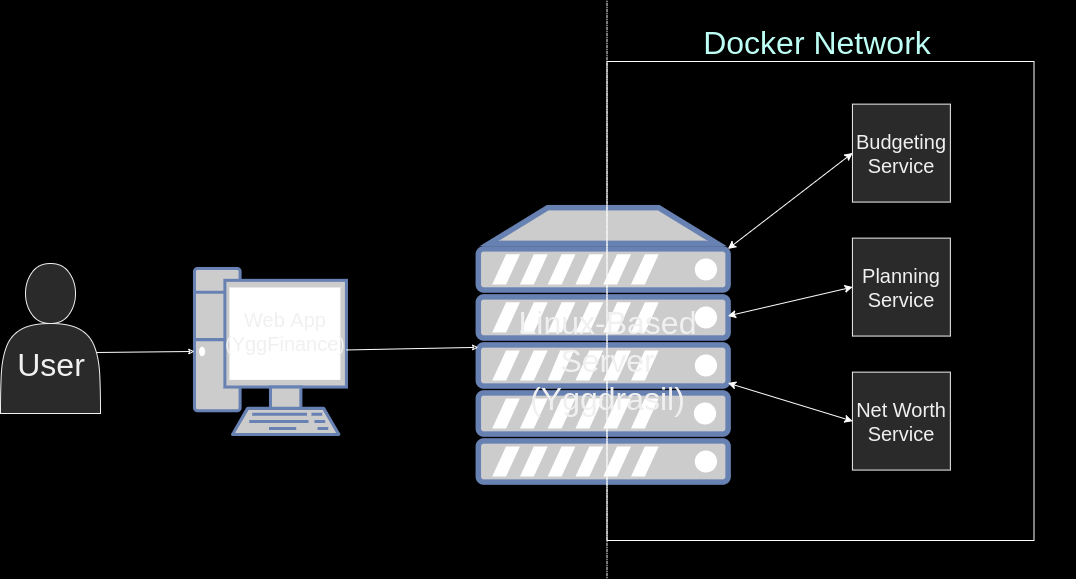 Docker Network
Budgeting
Service
Planning
Service
Net Worth
Service
User
Web App
(YggFinance)
Linux-Based
Server
(Yggdrasil)